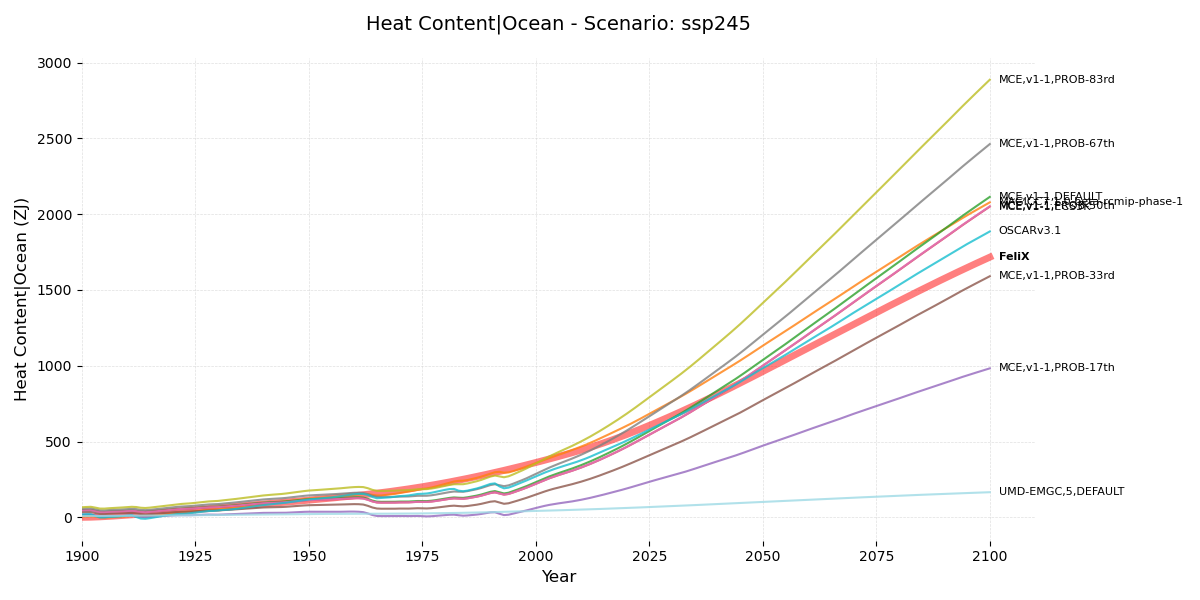 Heat Content|Ocean - Scenario: ssp245
Heat Content|Ocean (ZJ)
3000
2500
2000
1500
1000
500
0
1900
1925
1950
1975
2000
2025
2050
2075
2100
Year
MCE,v1-1,PROB-83rd
MCE,v1-1,PROB-67th
MCE,v1-1,DEFAULT
OSCARv3.1
FeliX
MCE,v1-1,PROB-33rd
MCE,v1-1,PROB-17th
UMD-EMGC,5,DEFAULT